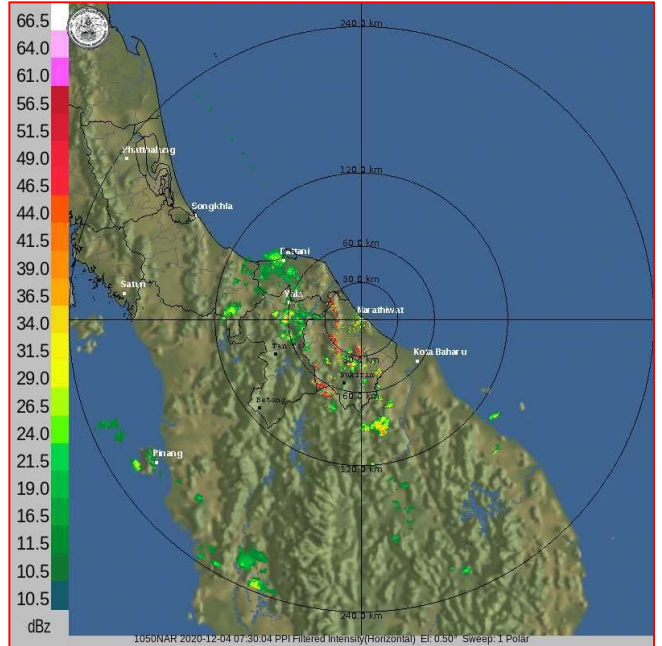 66.5
64.0
61.0
56.5
51.5
49.0
46.5
44.0
41.5
39.0
36.5
34.0
31.5
29.0
26.5
24.0
21.5
19.0
16.5
11.5
10.5
10.5
dBz
240.0 km
Phatthalung
120.0 km
Songkhla
60.0 km
Pattani
30.0 km
Satun
Yala
Narathiwat
Kota Baharu
Sukirin
60.0 km
Betong
Pinang
120.0 km
240.0 km
1050NAR 2020-12-04 07:30:04 PPI Filtered Intensity(Horizontal) El: 0.50° Sweep: 1 Polar